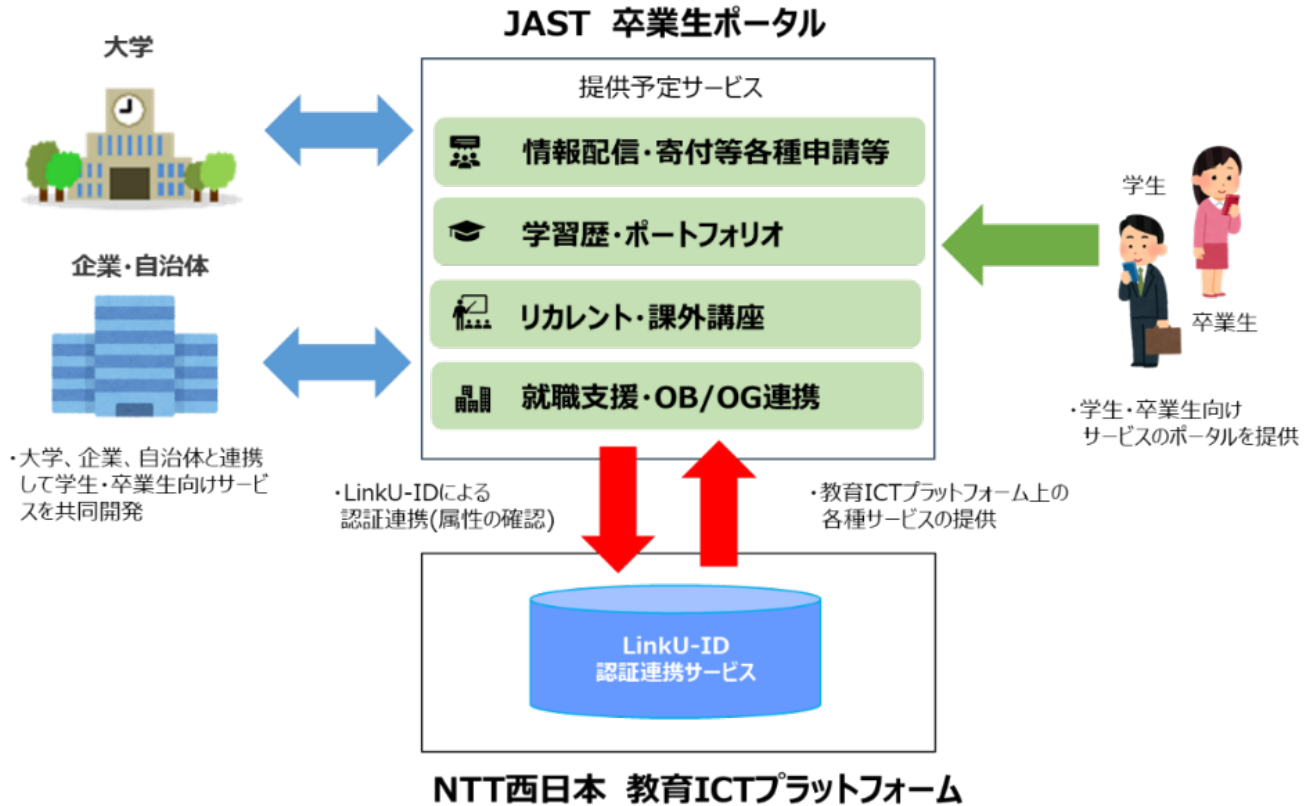 JAST 卒業生ポータル
大学
提供予定サービス
情報配信・寄付等各種申請等
学習歴・ポートフォリオ
リカレント・課外講座
就職支援・OB/OG連携
企業・自治体
・大学、企業、自治体と連携
して学生・卒業生向けサービ
スを共同開発
学生
卒業生
・学生・卒業生向け
サービスのポータルを提供
・LinkU-IDによる
認証連携(属性の確認)
・教育ICTプラットフォーム上の
各種サービスの提供
LinkU-ID
認証連携サービス
NTT西日本 教育ICTプラットフォーム